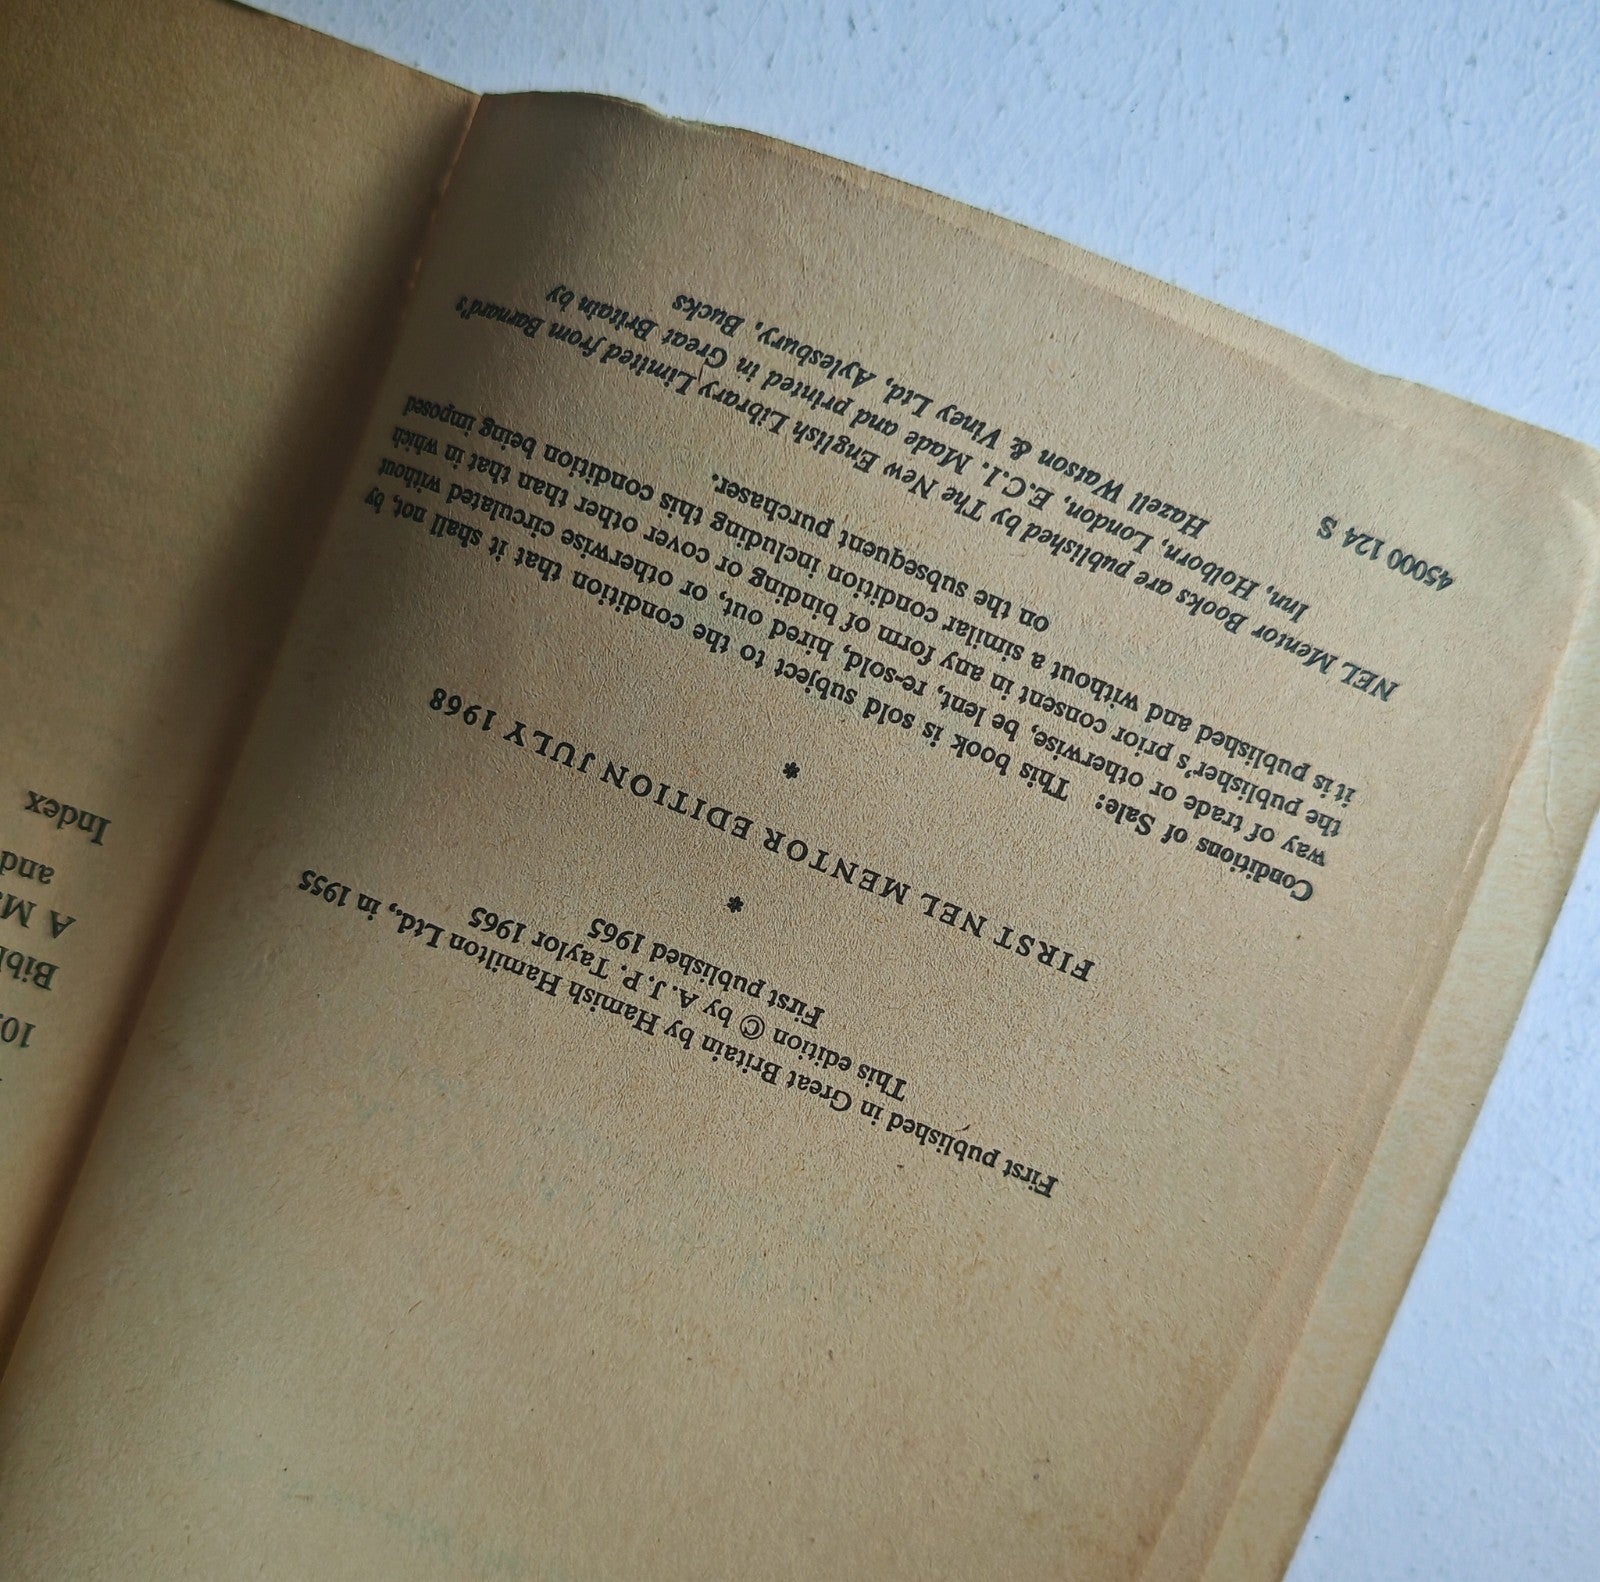 First published in Great Britain by Hamish Hamilton Ltd., in 1955
This edition © by A. J. P. Taylor 1965
First published 1965
*
FIRST NEL MENTOR EDITION JULY 1968
*
Conditions of Sale: This book is sold subject to the condition that it shall not, by
way of trade or otherwise, be lent, re-sold, hired out, or otherwise circulated without
the publisher's prior consent in any form of binding or cover other than that in which
it is published and without a similar condition including this condition being imposed
on the subsequent purchaser.
NEL Mentor Books are published by The New English Library Limited from Barnard's
Inn, Holborn, London, E.C.1. Made and printed in Great Britain by
Hazell Watson & Viney Ltd, Aylesbury, Bucks
45000 124 S
A
and
Index